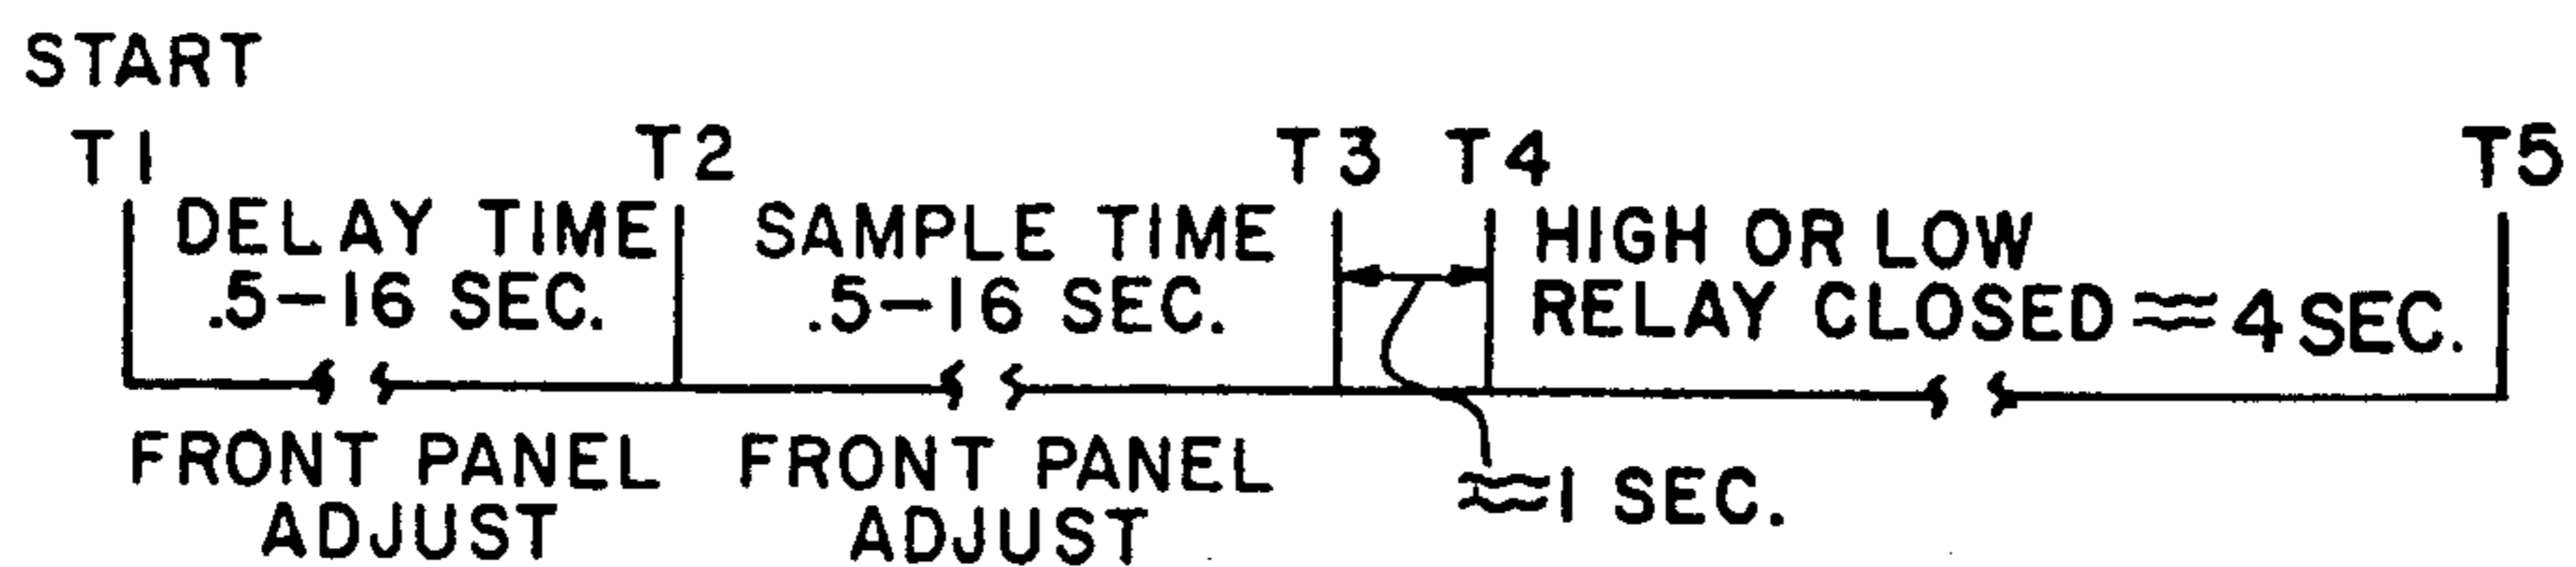 START
T1 T2 T3 T4 T5
DELAY TIME SAMPLE TIME HIGH OR LOW
.5-16 SEC. .5-16 SEC. RELAY CLOSED ≈ 4 SEC.
FRONT PANEL FRONT PANEL ≈1 SEC.
ADJUST ADJUST